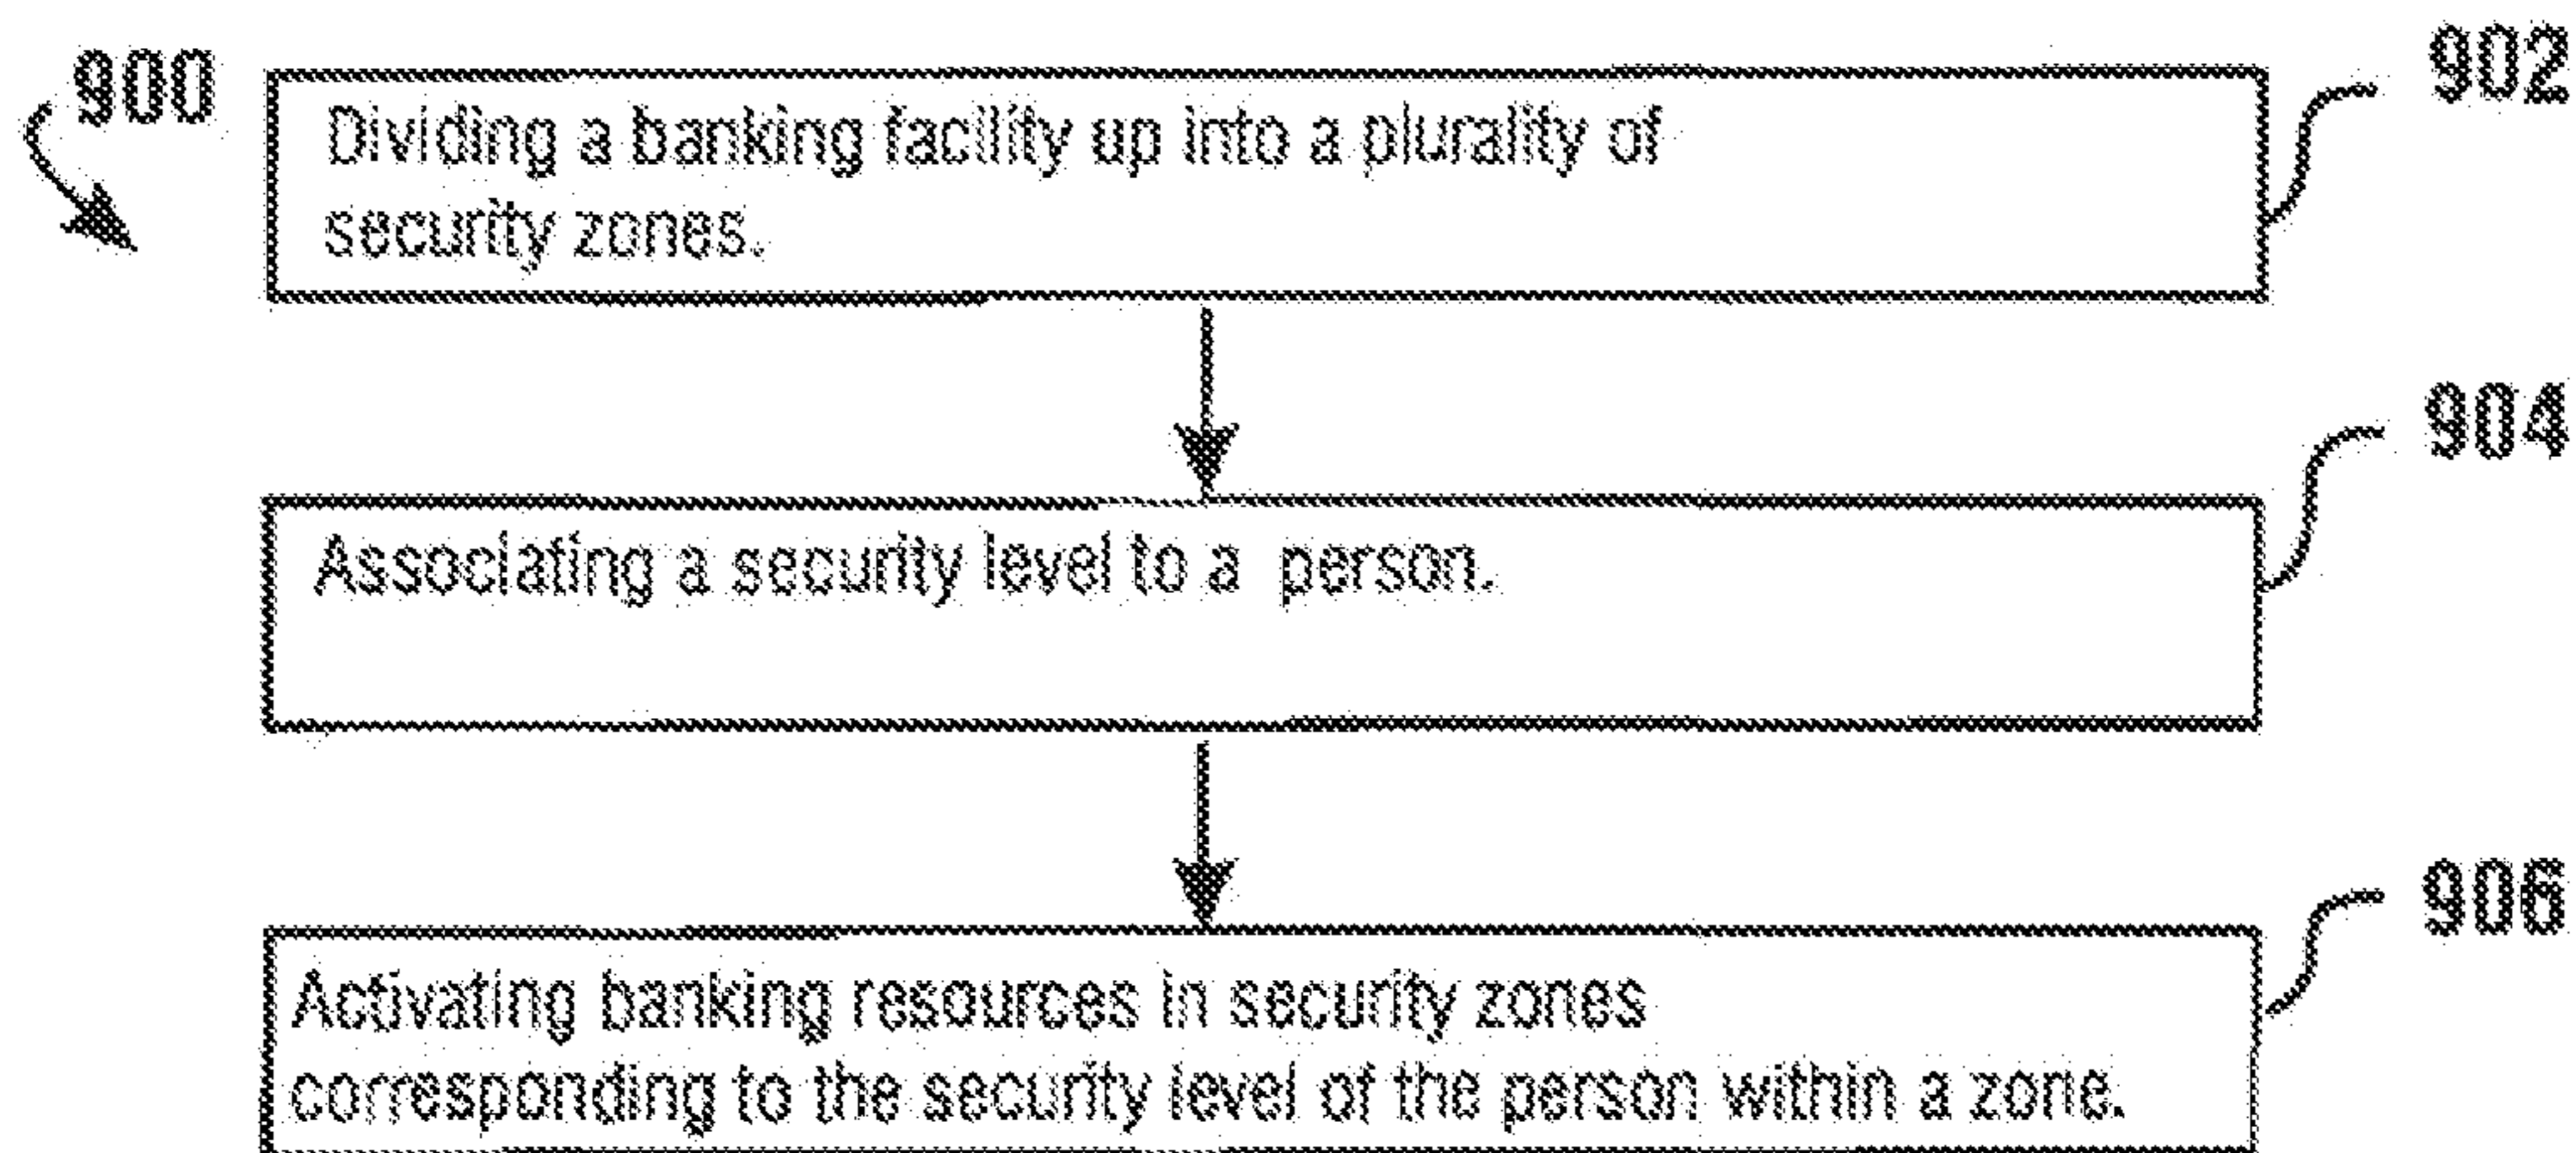 900
902
Dividing a banking facility up into a plurality of
security zones.
904
Associating a security level to a person.
906
Activating banking resources in security zones
corresponding to the security level of the person within a zone.